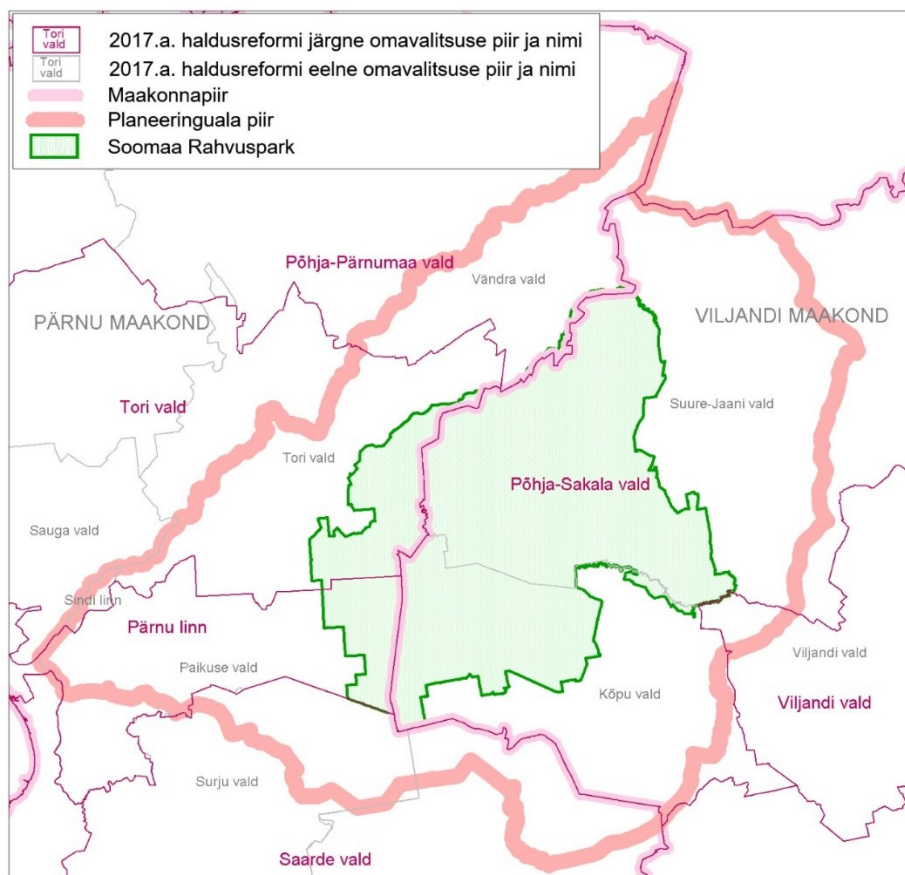 Tori
vald
2017.a. haldusreformi järgne omavalitsuse piir ja nimi
Tori
vald
2017.a. haldusreformi eelne omavalitsuse piir ja nimi
Maakonnapiir
Planeeringuala piir
Soomaa Rahvuspark
Põhja-Pärnumaa vald
Vändra vald
PÄRNU MAAKOND
VILJANDI MAAKOND
Tori vald
Suure-Jaani vald
Tori vald
Põhja-Sakala vald
Sauga vald
Sindi linn
Pärnu linn
Paikuse vald
Viljandi vald
Kõpu vald
Viljandi vald
Surju vald
Saarde vald